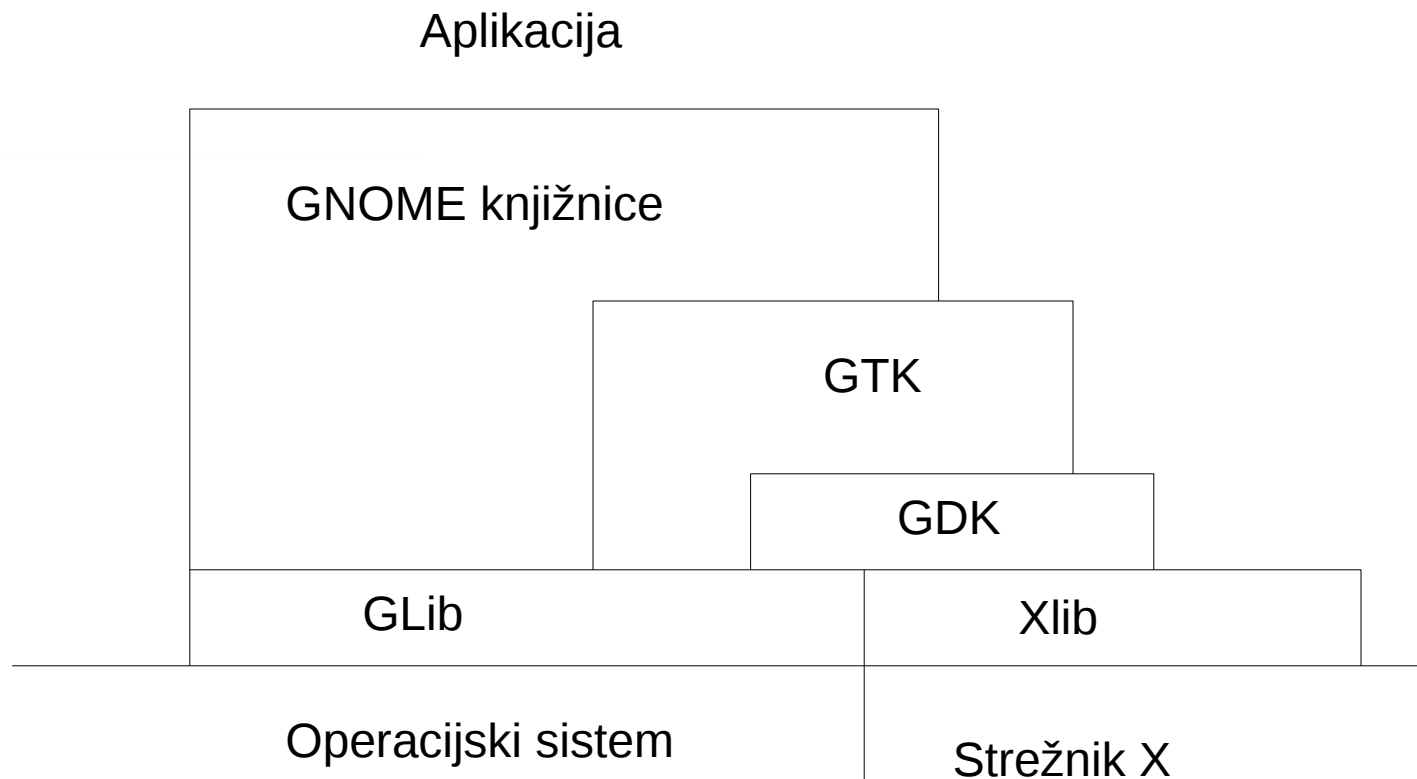 Aplikacija
GNOME knjižnice
GTK
GDK
GLib
Xlib
Operacijski sistem
Strežnik X